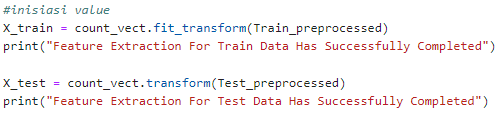 #inisiasi value
X_train = count_vect.fit_transform(Train_preprocessed)
print("Feature Extraction For Train Data Has Successfully Completed")
X_test = count_vect.transform(Test_preprocessed)
print("Feature Extraction For Test Data Has Successfully Completed")